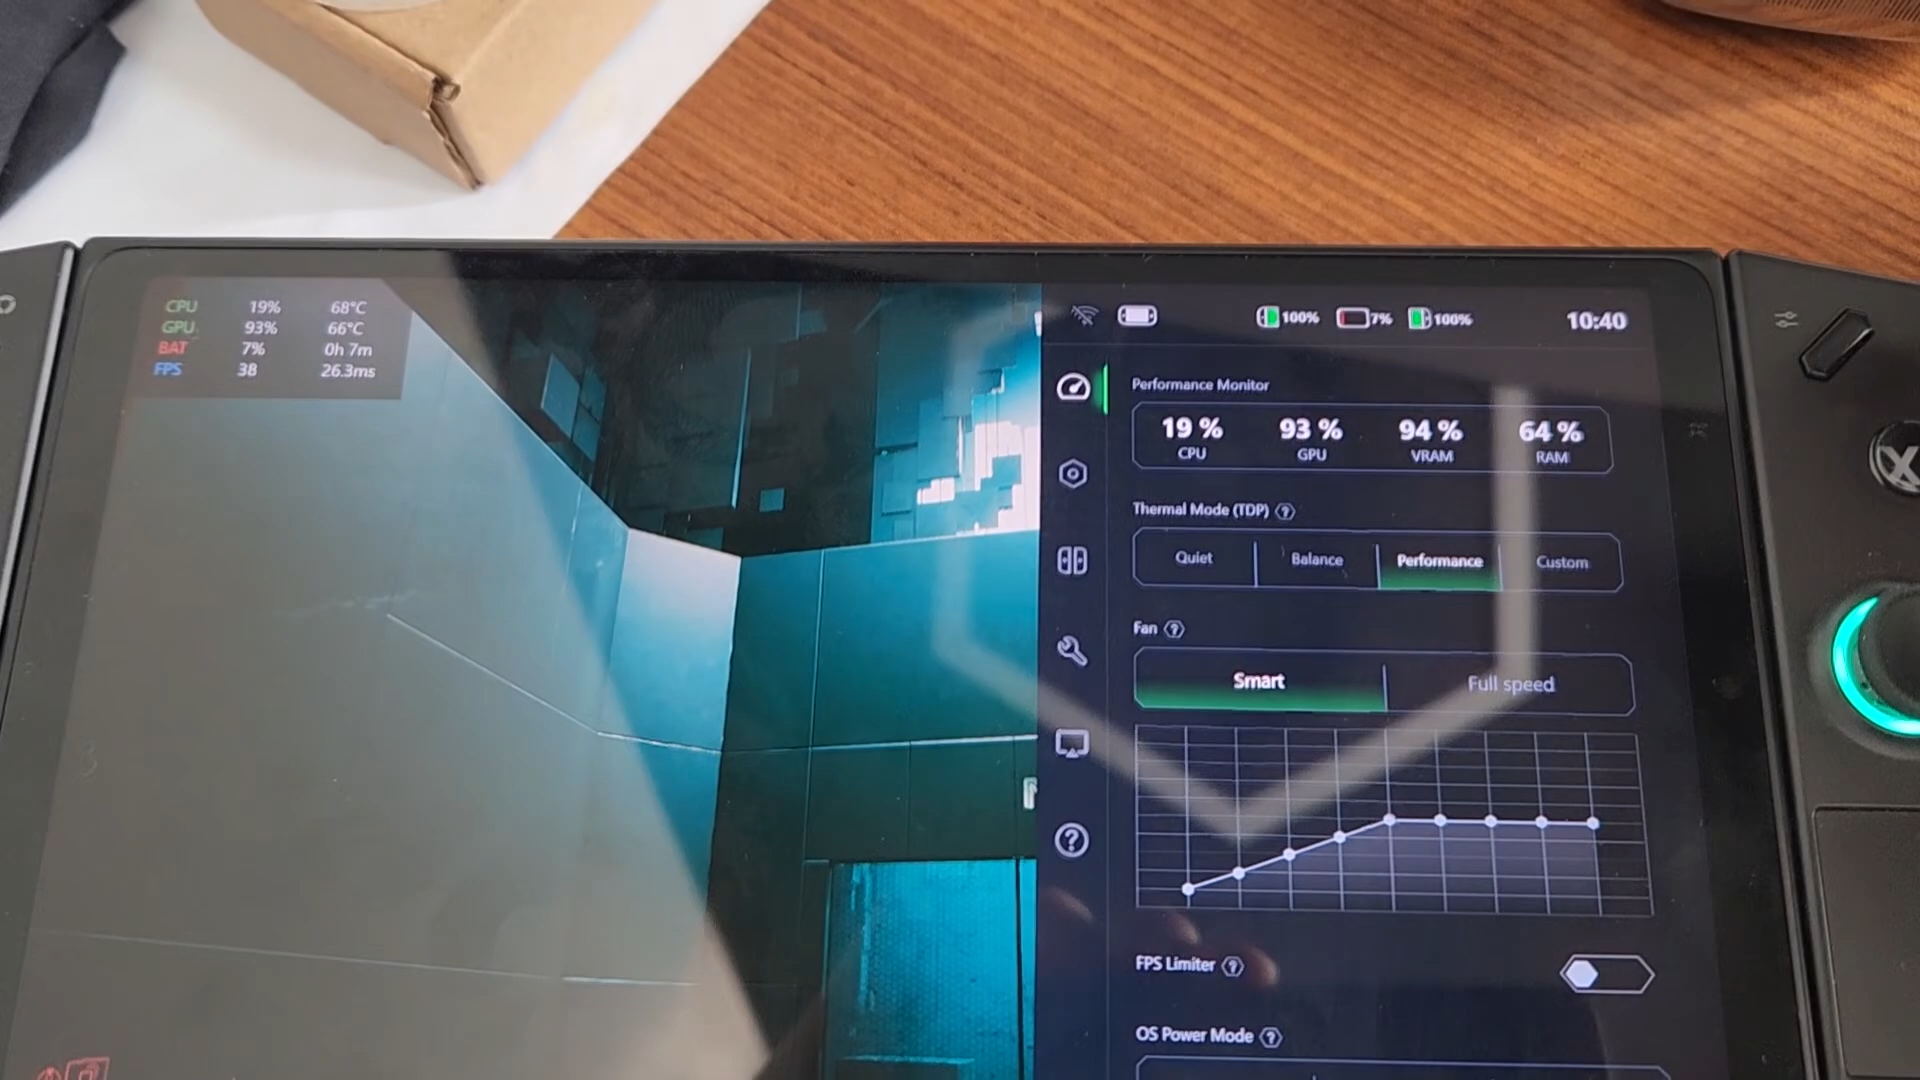 CPU 19% 68°C
GPU 93% 66°C
BAT 7% 0h 7m
FPS 38 26.3ms
100% 7% 100% 10:40
Performance Monitor
19 % 93 % 94 % 64 %
CPU GPU VRAM RAM
Thermal Mode (TDP) ?
Quiet Balance Performance Custom
Fan ?
Smart Full speed
?
FPS Limiter ?
OS Power Mode ?
X